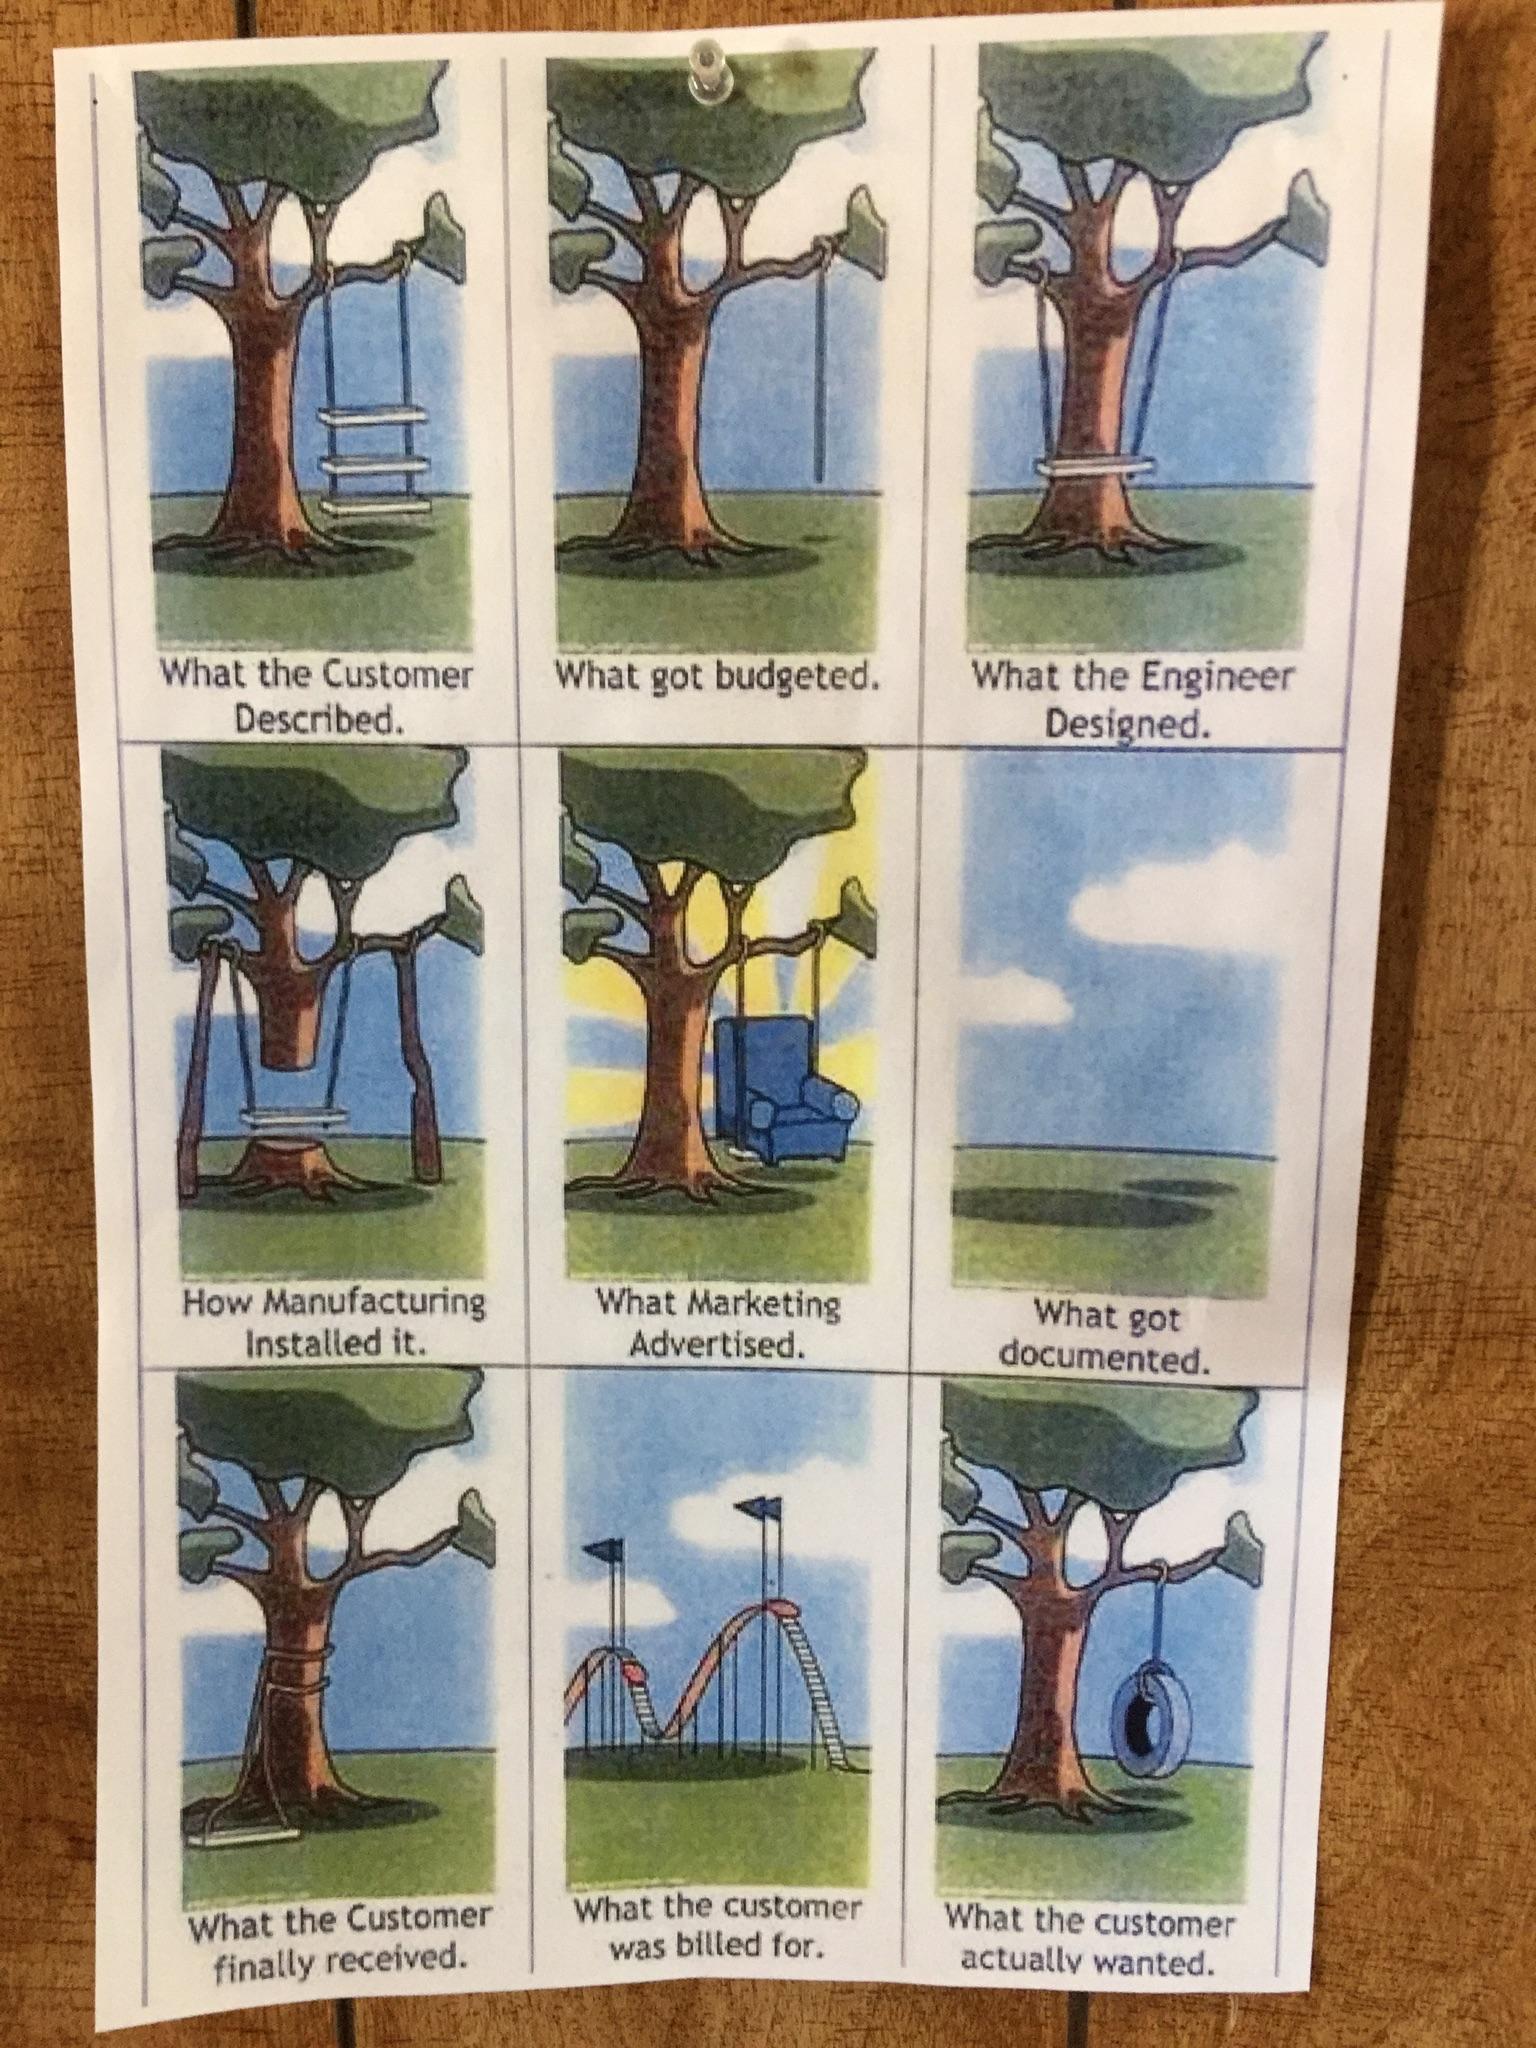 What the Customer
Described.
What got budgeted.
What the Engineer
Designed.
How Manufacturing
Installed it.
What Marketing
Advertised.
What got
documented.
What the Customer
finally received.
What the customer
was billed for.
What the customer
actually wanted.